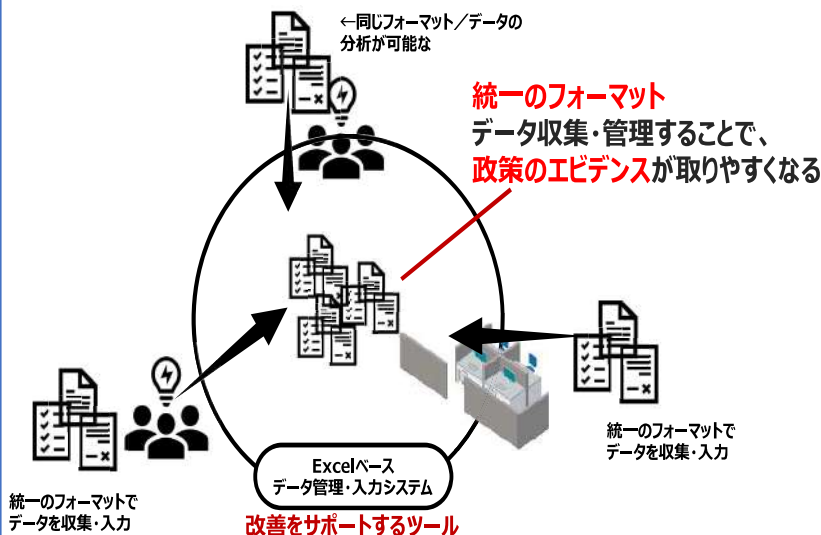 ←同じフォーマット／データの
分析が可能な
統一のフォーマット
データ収集・管理することで、
政策のエビデンスが取りやすくなる
統一のフォーマットで
データを収集・入力
Excelベース
データ管理・入力システム
統一のフォーマットで
データを収集・入力
改善をサポートするツール